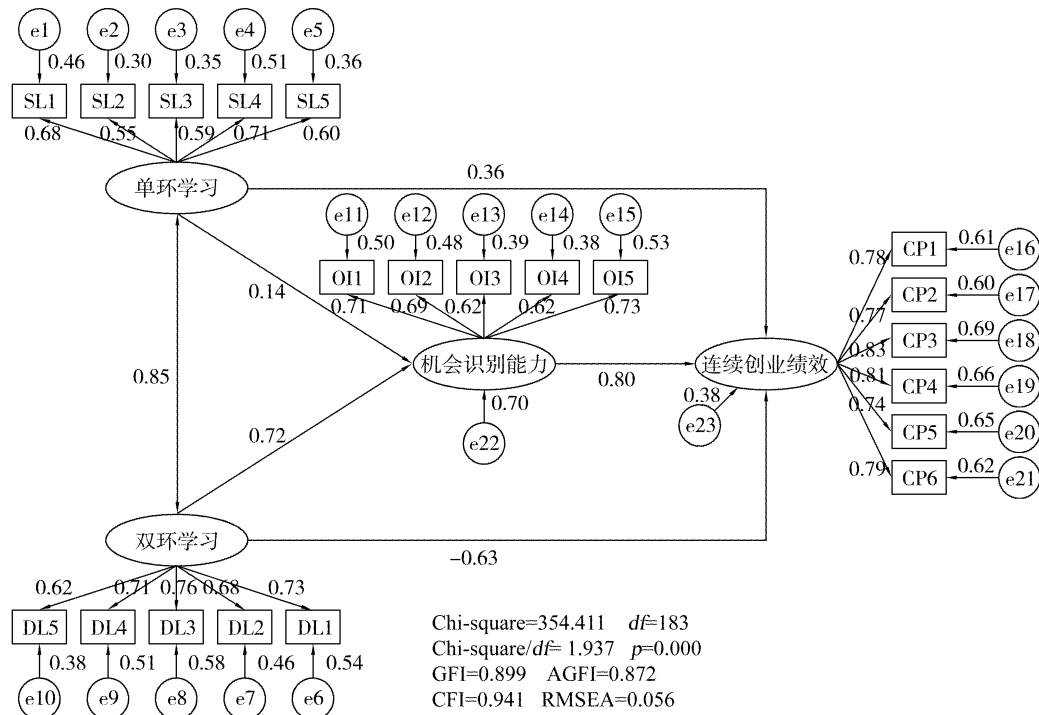 e1 e2 e3 e4 e5
0.46 0.30 0.35 0.51 0.36
SL1 SL2 SL3 SL4 SL5
0.68 0.55 0.59 0.71 0.60
单环学习
0.36
e11 e12 e13 e14 e15
0.50 0.48 0.39 0.38 0.53
OI1 OI2 OI3 OI4 OI5
0.71 0.69 0.62 0.62 0.73
0.14
机会识别能力
0.80
连续创业绩效
0.85
0.72
0.70
e22
0.38
e23
0.78 CP1 0.61 e16
0.77 CP2 0.60 e17
0.83 CP3 0.69 e18
0.81 CP4 0.66 e19
0.74 CP5 0.65 e20
0.79 CP6 0.62 e21
双环学习
-0.63
0.62 0.71 0.76 0.68 0.73
DL5 DL4 DL3 DL2 DL1
0.38 0.51 0.58 0.46 0.54
e10 e9 e8 e7 e6
Chi-square=354.411 df=183
Chi-square/df= 1.937 p=0.000
GFI=0.899 AGFI=0.872
CFI=0.941 RMSEA=0.056